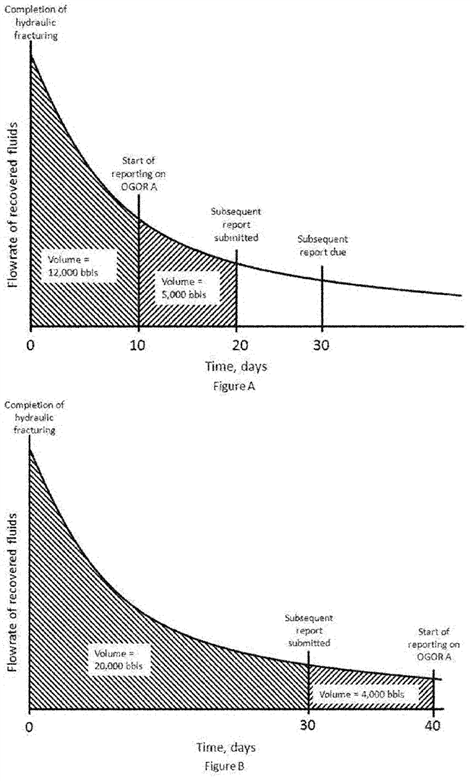 Completion of
hydraulic
fracturing
Flowrate of recovered fluids
Start of
reporting on
OGOR A
Subsequent
report
submitted
Subsequent
report due
Volume =
12,000 bbls
Volume =
5,000 bbls
0
10
20
30
Time, days
Figure A
Completion of
hydraulic
fracturing
Flowrate of recovered fluids
Subsequent
report
submitted
Start of
reporting on
OGOR A
Volume =
20,000 bbls
Volume = 4,000 bbls
0
30
40
Time, days
Figure B